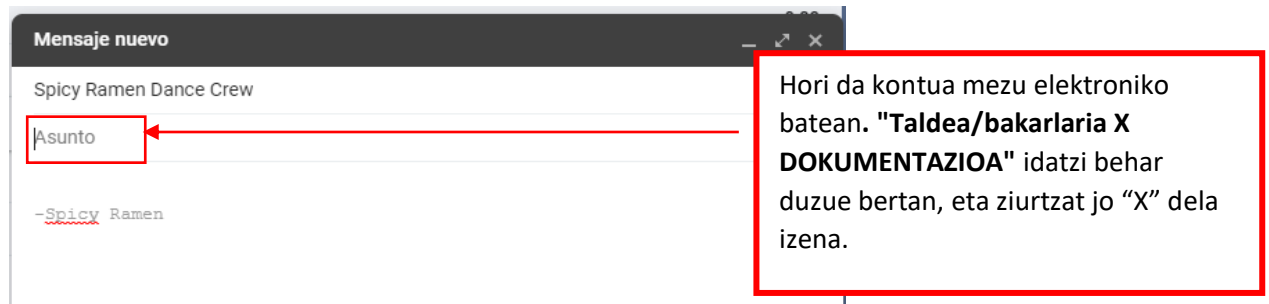 Mensaje nuevo
Spicy Ramen Dance Crew
Asunto
-Spicy Ramen
Hori da kontua mezu elektroniko
batean. "Taldea/bakarlaria X
DOKUMENTAZIOA" idatzi behar
duzue bertan, eta ziurtzat jo “X” dela
izena.